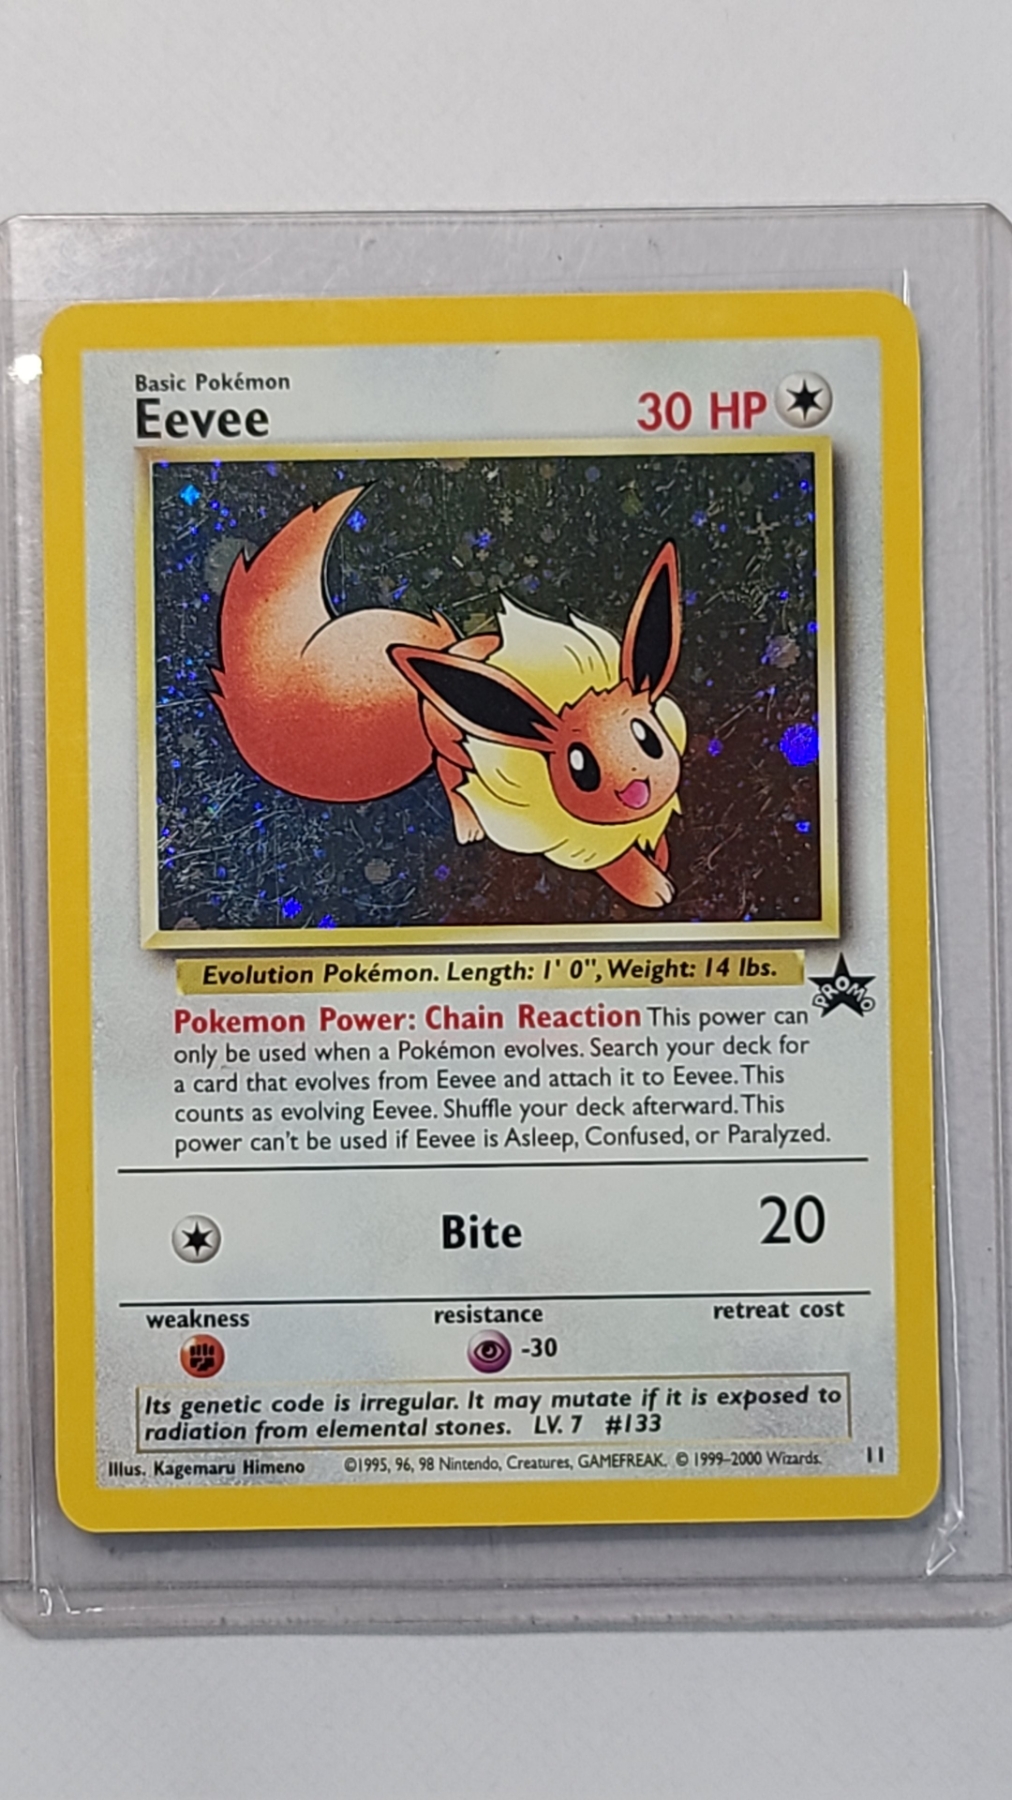 Basic Pokémon
Eevee
30 HP
Evolution Pokémon. Length: 1' 0", Weight: 14 lbs.
PROMO
Pokemon Power: Chain Reaction This power can
only be used when a Pokémon evolves. Search your deck for
a card that evolves from Eevee and attach it to Eevee. This
counts as evolving Eevee. Shuffle your deck afterward. This
power can't be used if Eevee is Asleep, Confused, or Paralyzed.
Bite 20
weakness resistance retreat cost
-30
Its genetic code is irregular. It may mutate if it is exposed to
radiation from elemental stones. LV. 7 #133
Illus. Kagemaru Himeno ©1995, 96, 98 Nintendo, Creatures, GAMEFREAK. © 1999-2000 Wizards. 11